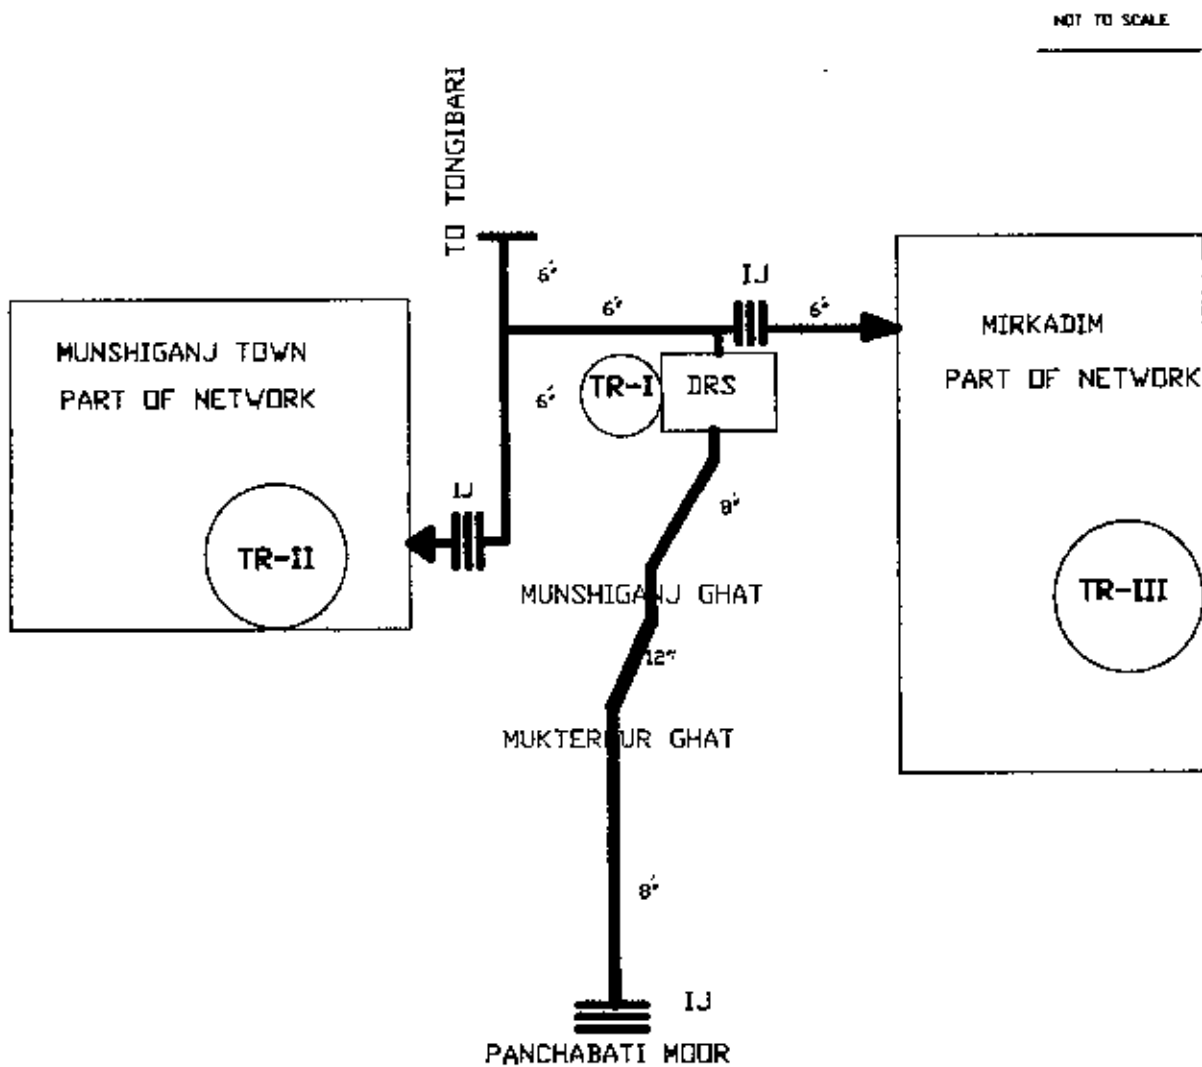 NOT TO SCALE
TO TONGIBARI
6"
6"
IJ
6"
MUNSHIGANJ TOWN
PART OF NETWORK
MIRKADIM
PART OF NETWORK
TR-I
DRS
6"
IJ
8"
TR-II
TR-III
MUNSHIGANJ GHAT
12"
MUKTERPUR GHAT
8"
IJ
PANCHABATI MOOR